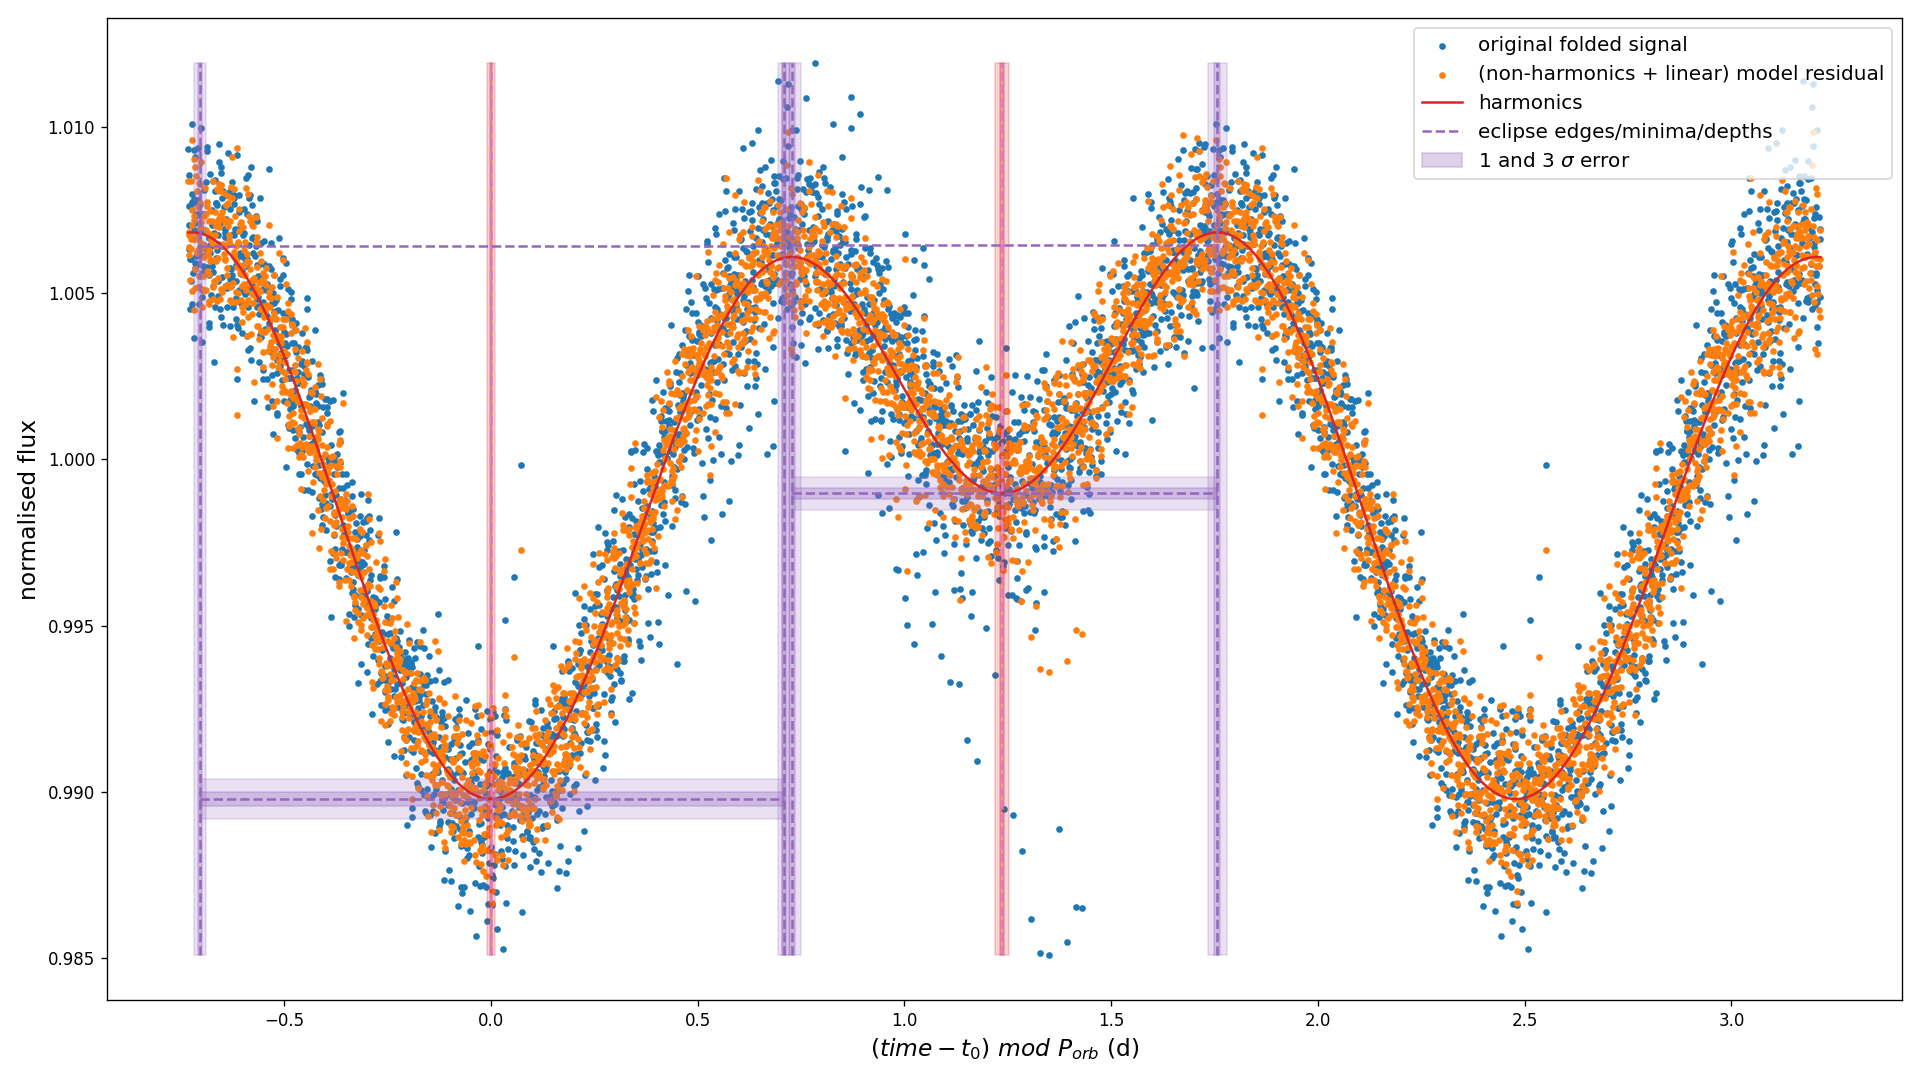 original folded signal
(non-harmonics + linear) model residual
harmonics
eclipse edges/minima/depths
1 and 3 σ error
normalised flux
1.010
1.005
1.000
0.995
0.990
0.985
−0.5 0.0 0.5 1.0 1.5 2.0 2.5 3.0
(time − t₀) mod Pₒᵣb (d)